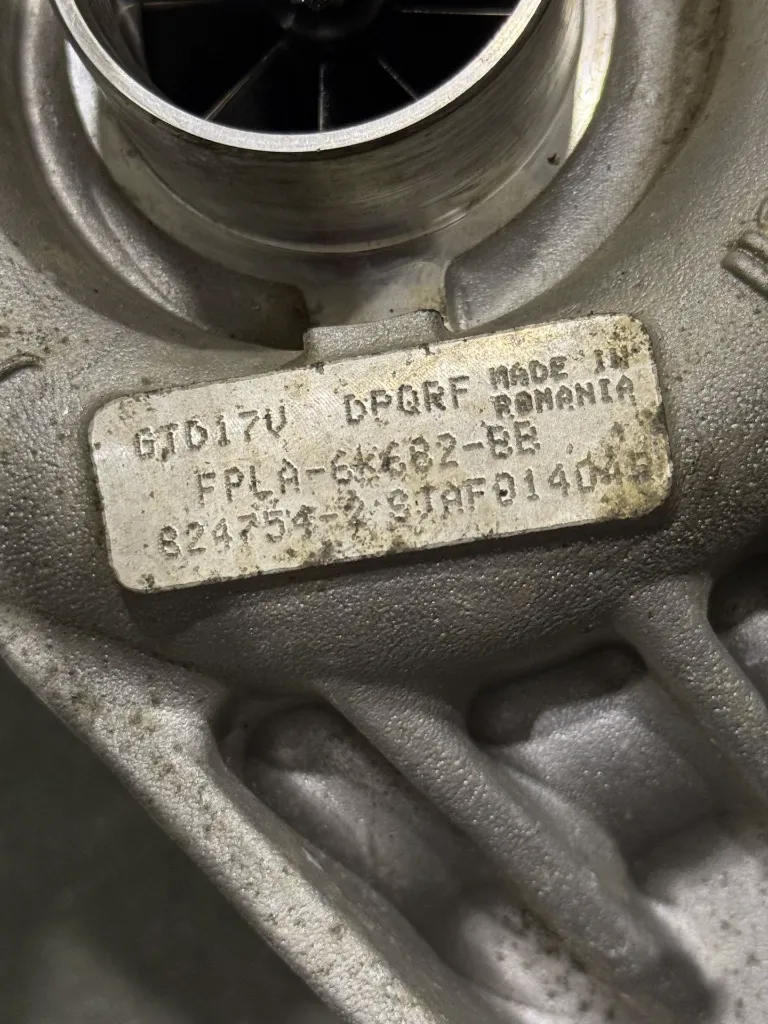 GTD17V DPQRF MADE IN ROMANIA
FPLA-6K682-BB
824754-2